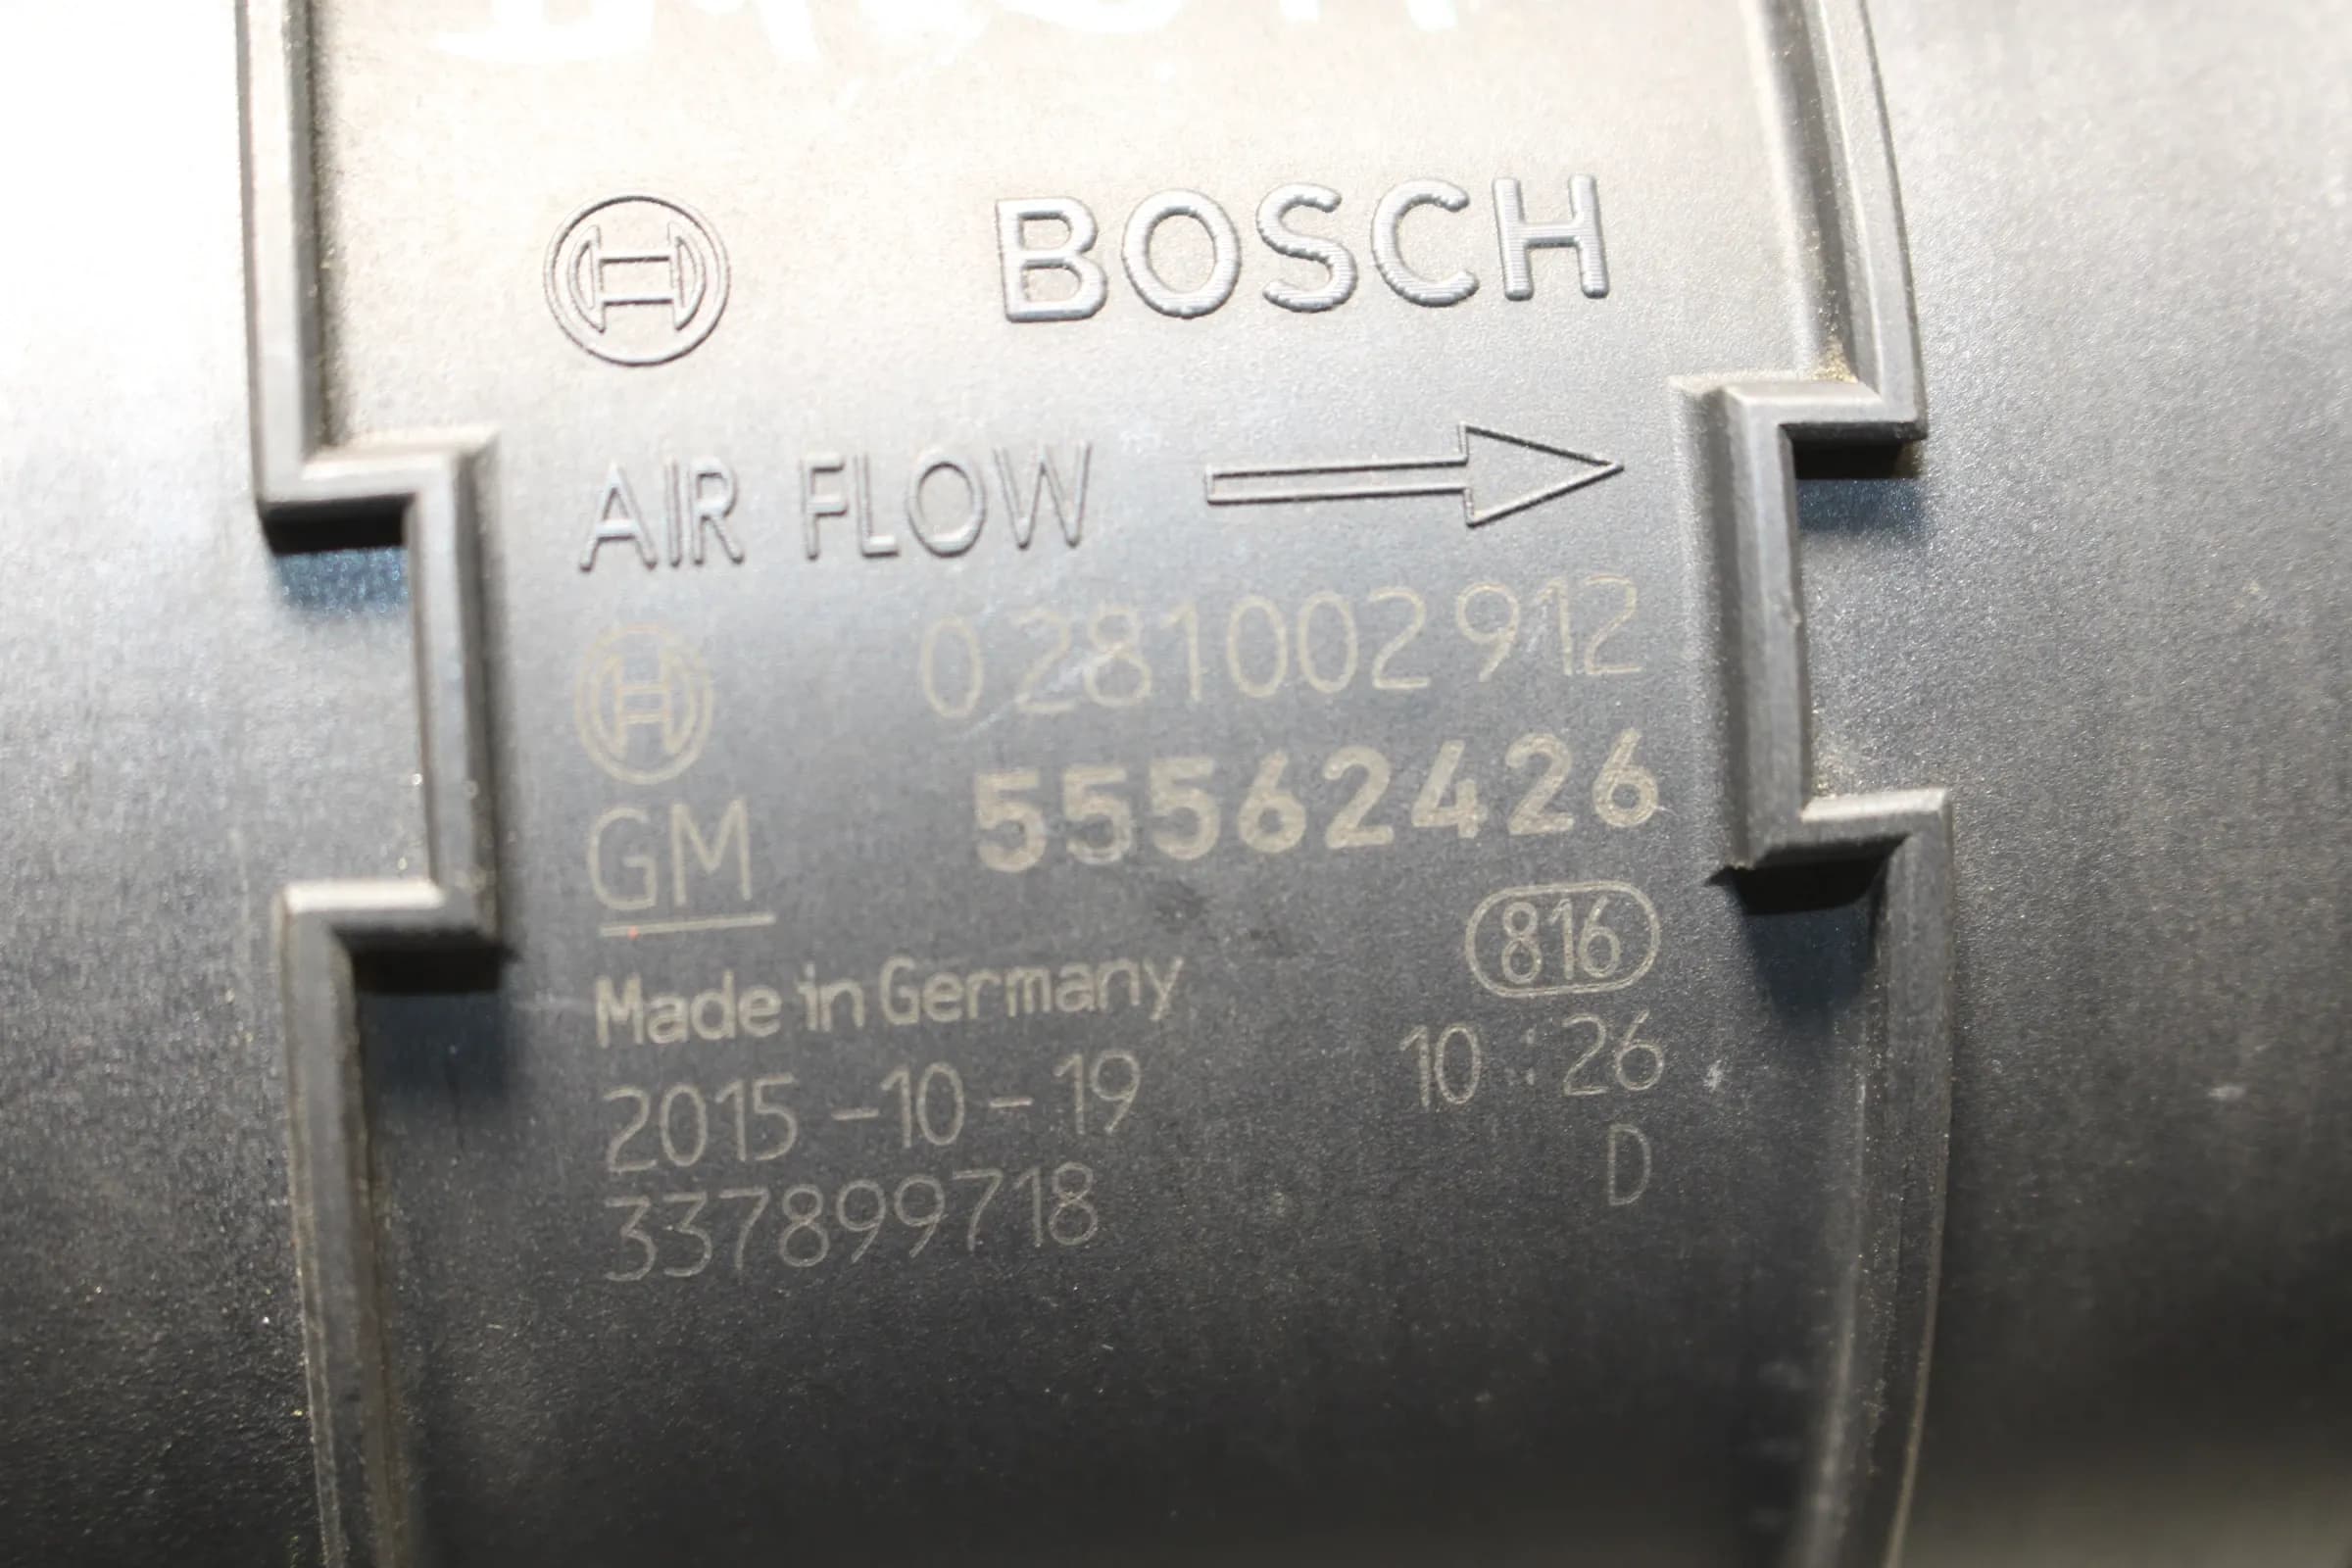 BOSCH
AIR FLOW
0281002912
GM 55562426
816
Made in Germany
2015-10-19 10:26
D
337899718